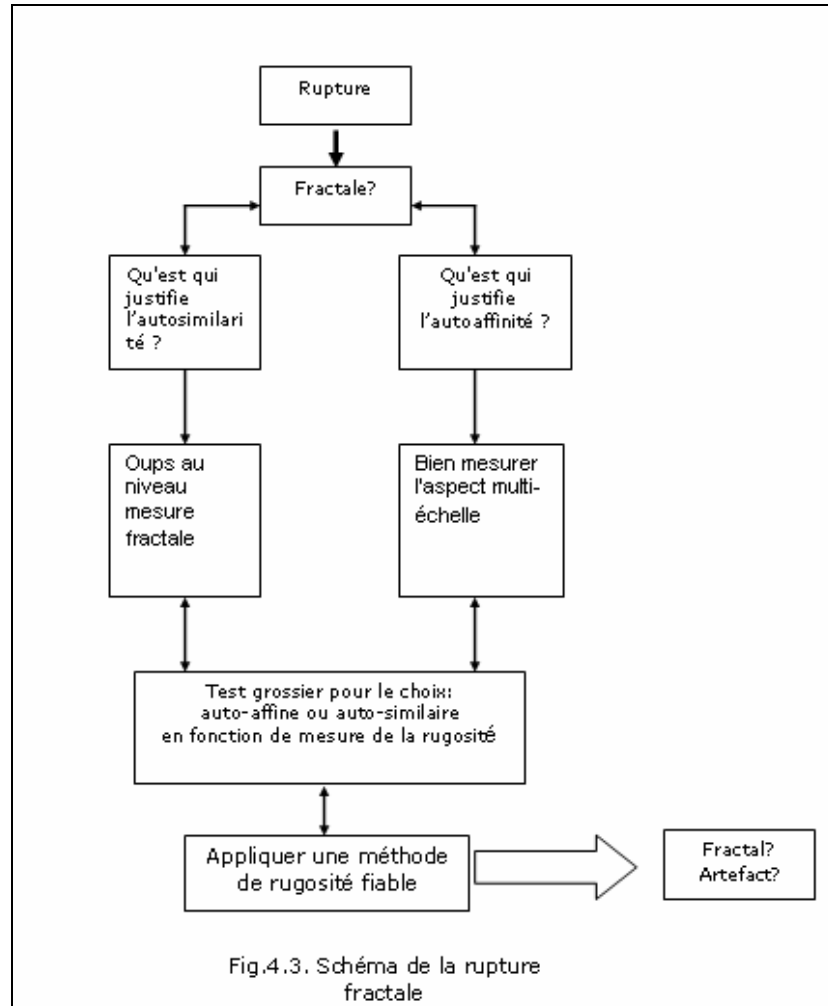 Rupture
Fractale?
Qu'est qui
justifie
l'autosimilari
té ?
Qu'est qui
justifie
l'autoaffinité ?
Oups au
niveau
mesure
fractale
Bien mesurer
l'aspect multi-
échelle
Test grossier pour le choix:
auto-affine ou auto-similaire
en fonction de mesure de la rugosité
Appliquer une méthode
de rugosité fiable
Fractal?
Artefact?
Fig.4.3. Schéma de la rupture
fractale